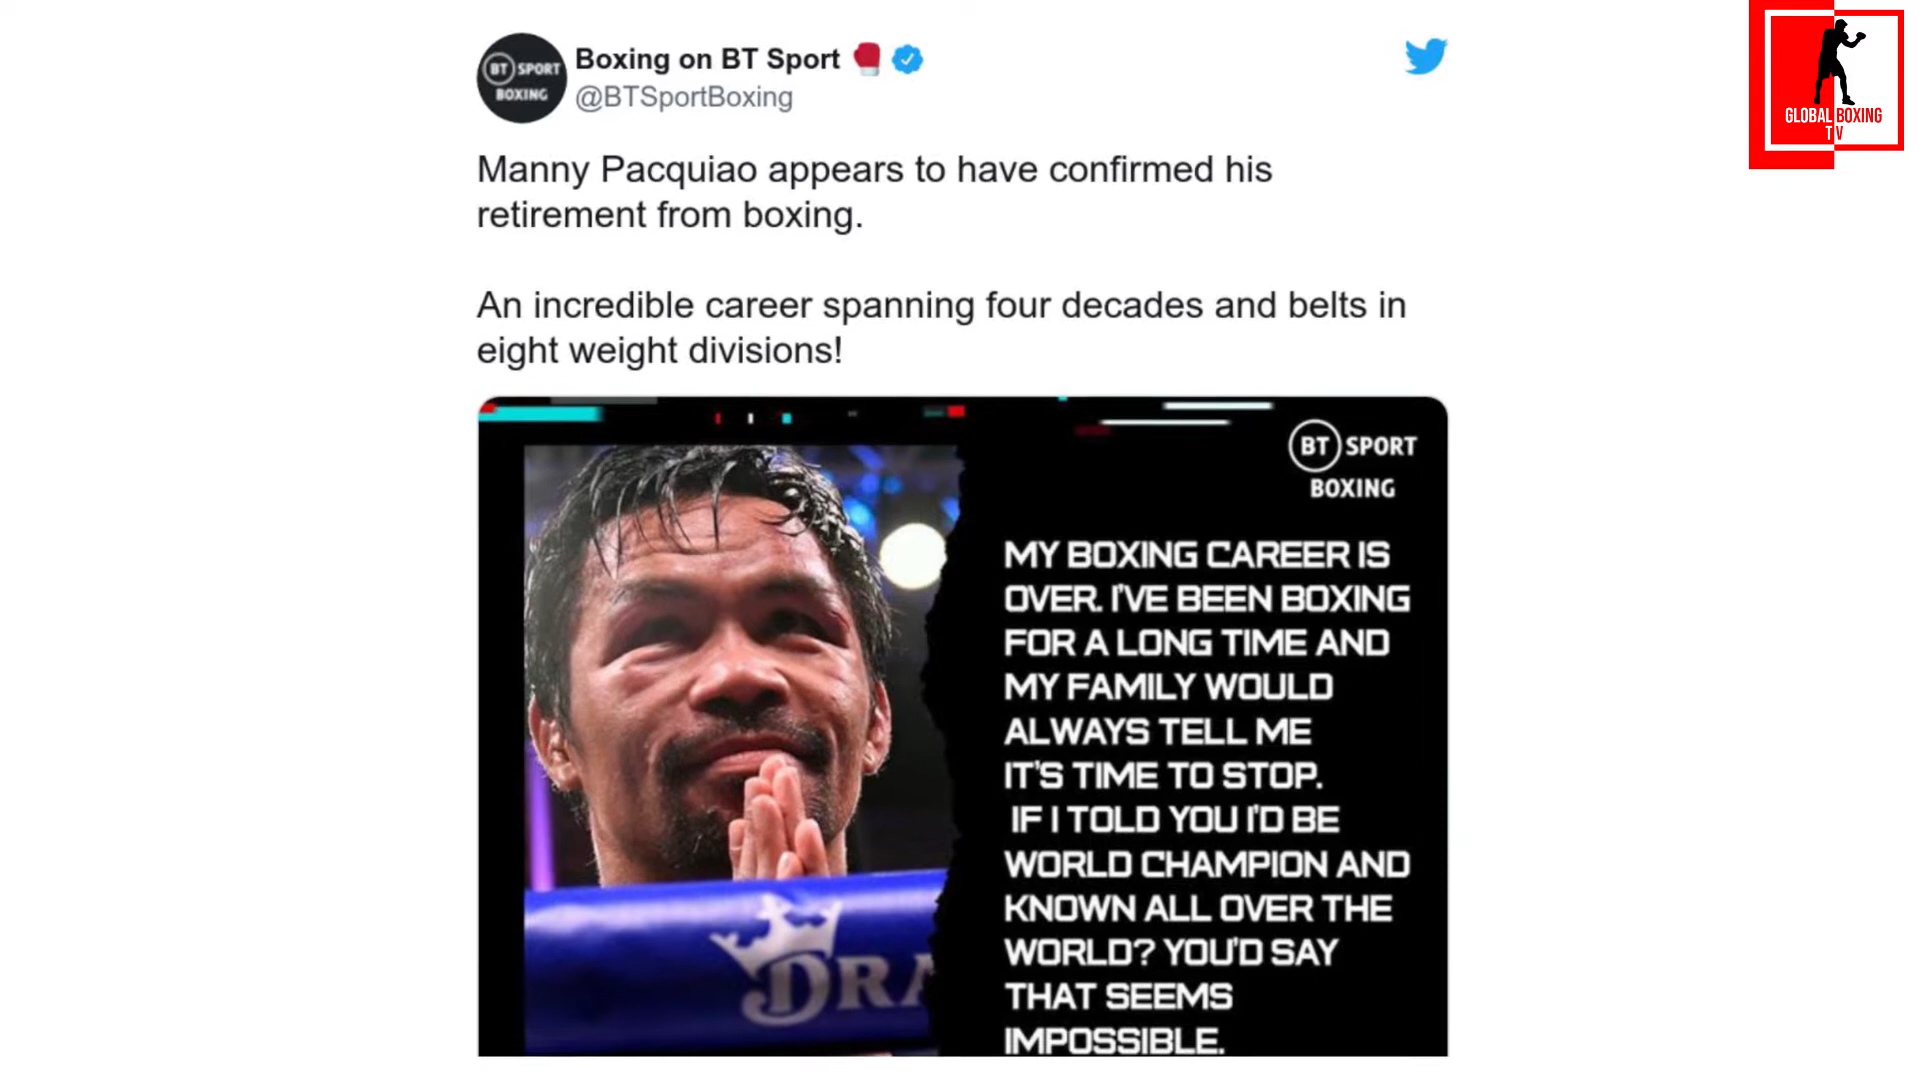 Boxing on BT Sport
@BTSportBoxing
BT SPORT
BOXING
GLOBAL BOXING
TV
Manny Pacquiao appears to have confirmed his
retirement from boxing.
An incredible career spanning four decades and belts in
eight weight divisions!
BT SPORT
BOXING
MY BOXING CAREER IS
OVER. I'VE BEEN BOXING
FOR A LONG TIME AND
MY FAMILY WOULD
ALWAYS TELL ME
IT'S TIME TO STOP.
IF I TOLD YOU I'D BE
WORLD CHAMPION AND
KNOWN ALL OVER THE
WORLD? YOU'D SAY
THAT SEEMS
IMPOSSIBLE.
DRA